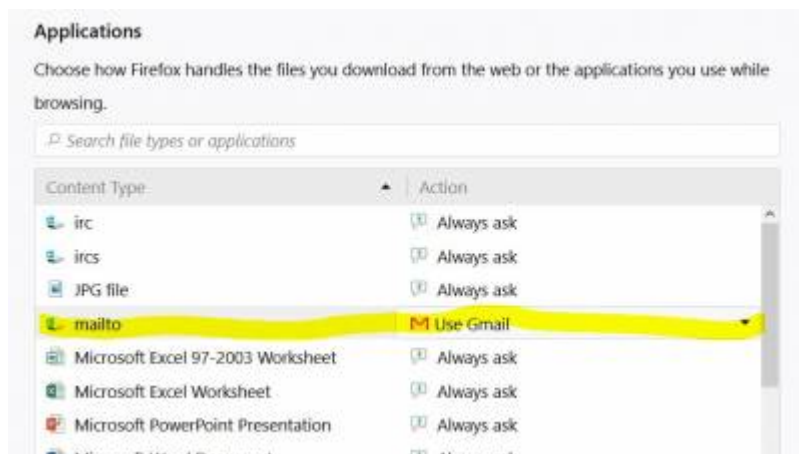 Applications
Choose how Firefox handles the files you download from the web or the applications you use while
browsing.
Search file types or applications
Content Type Action
irc Always ask
ircs Always ask
JPG file Always ask
mailto Use Gmail
Microsoft Excel 97-2003 Worksheet Always ask
Microsoft Excel Worksheet Always ask
Microsoft PowerPoint Presentation Always ask